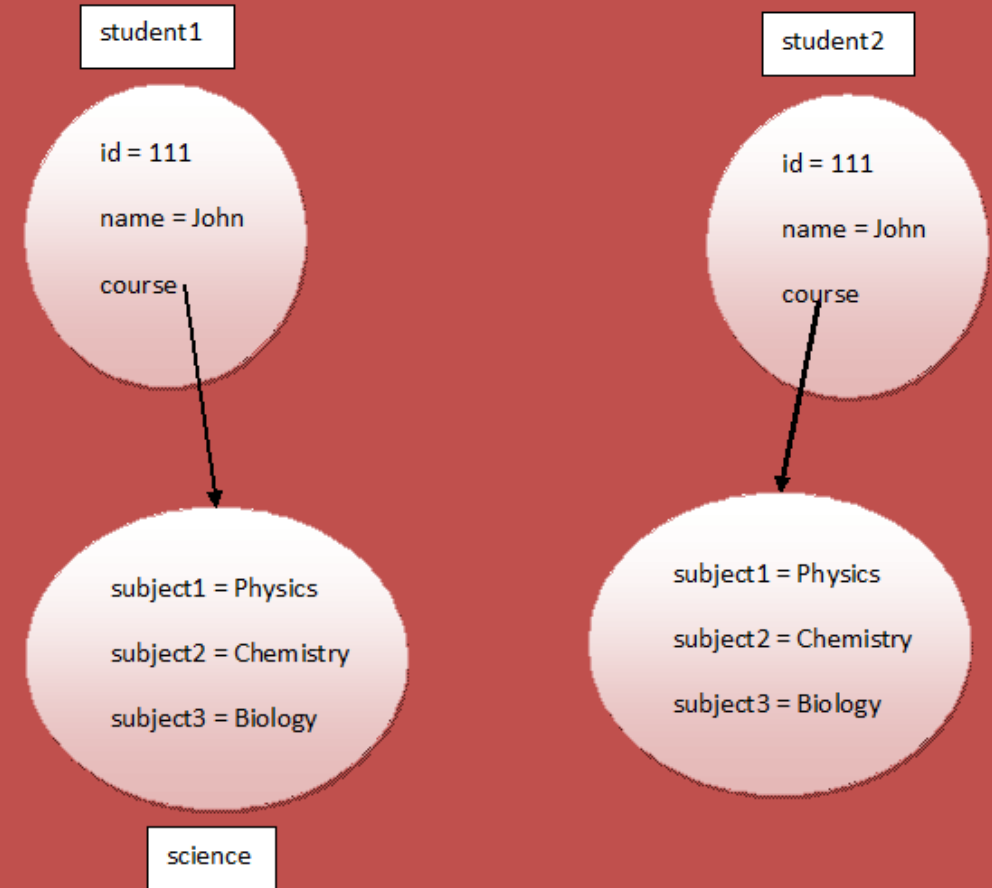 student1
id = 111
name = John
course
subject1 = Physics
subject2 = Chemistry
subject3 = Biology
science
student2
id = 111
name = John
course
subject1 = Physics
subject2 = Chemistry
subject3 = Biology